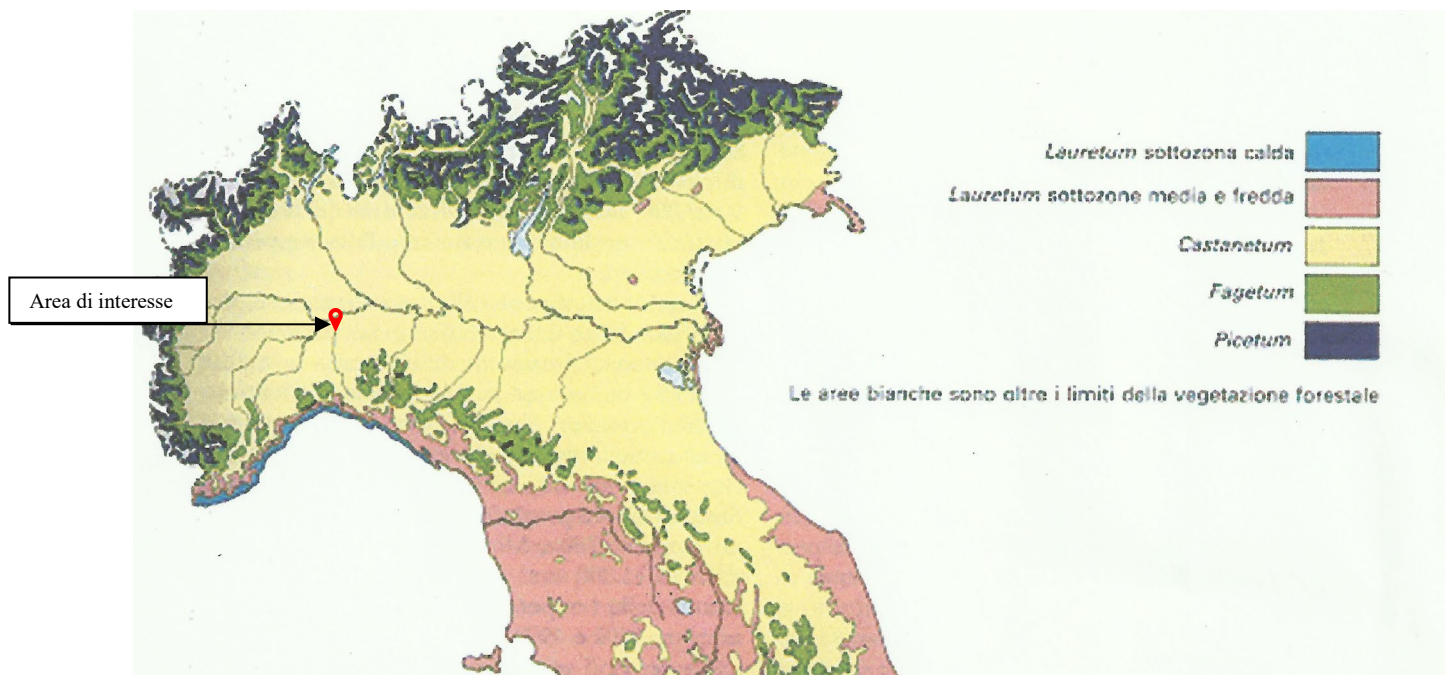 Area di interesse
Lauretum sottozona calda
Lauretum sottozone media e fredda
Castanetum
Fagetum
Picetum
Le aree bianche sono oltre i limiti della vegetazione forestale